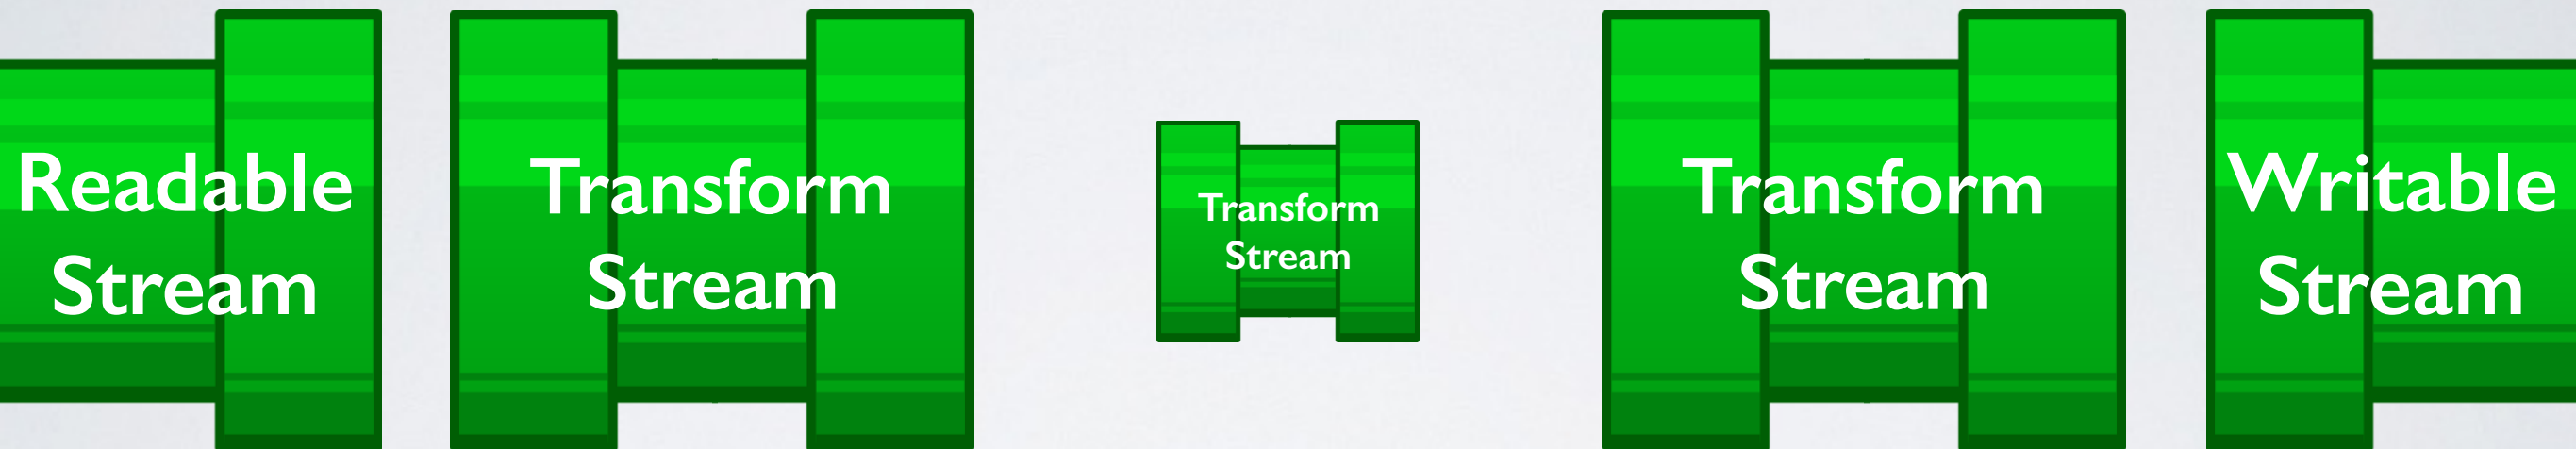 Readable
Stream
Transform
Stream
Transform
Stream
Transform
Stream
Writable
Stream